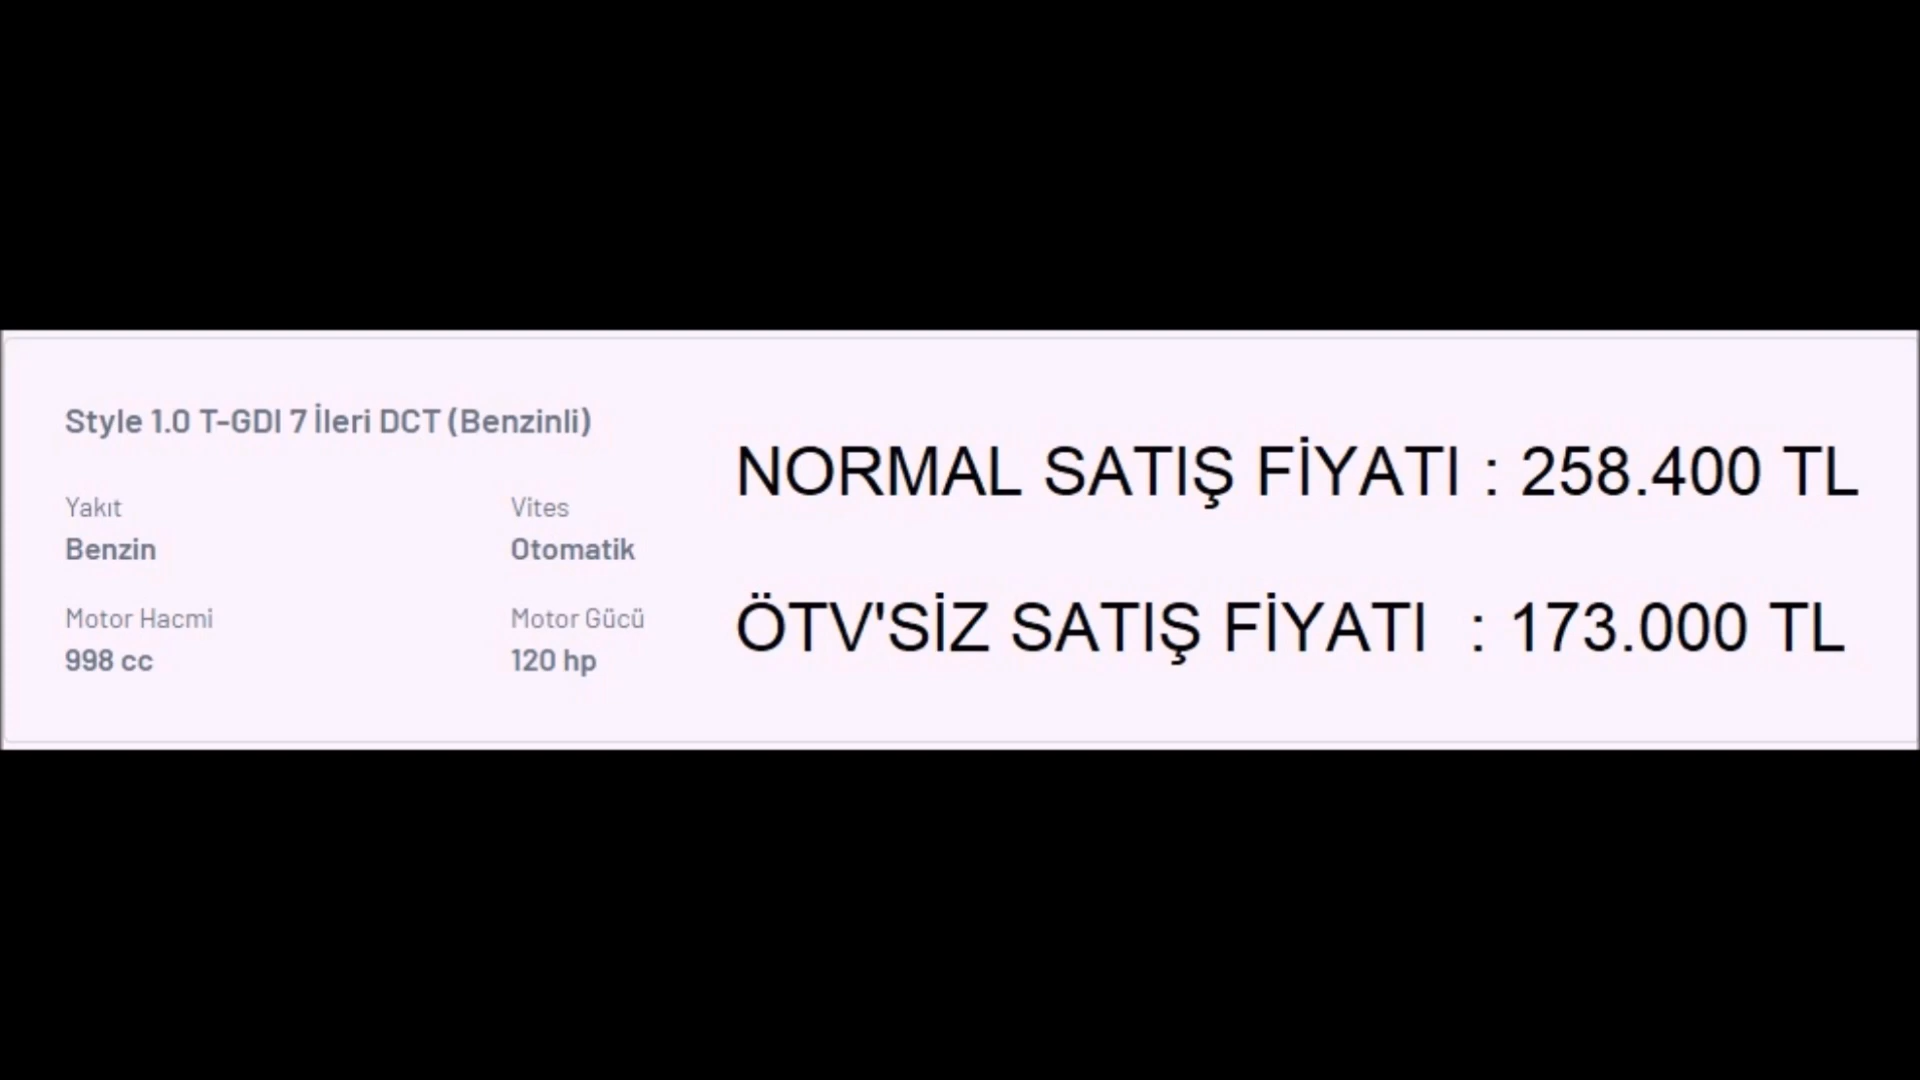 Style 1.0 T-GDI 7 İleri DCT (Benzinli)
Yakıt
Benzin
Vites
Otomatik
Motor Hacmi
998 cc
Motor Gücü
120 hp
NORMAL SATIŞ FİYATI : 258.400 TL
ÖTV'SİZ SATIŞ FİYATI : 173.000 TL